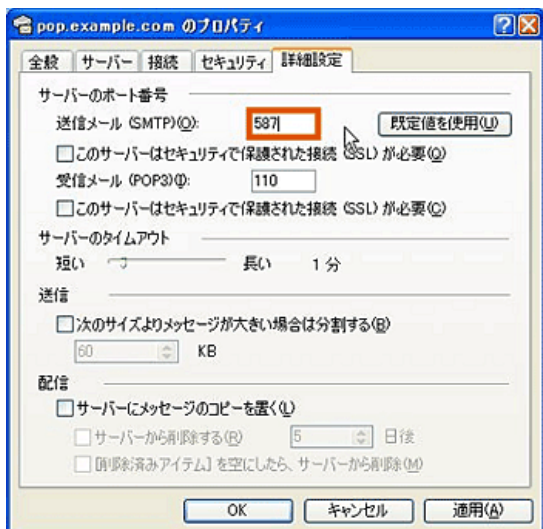 pop.example.com のプロパティ
全般 サーバー 接続 セキュリティ 詳細設定
サーバーのポート番号
送信メール (SMTP)(O): 587 既定値を使用(U)
このサーバーはセキュリティで保護された接続 (SSL) が必要(Q)
受信メール (POP3)(I): 110
このサーバーはセキュリティで保護された接続 (SSL) が必要(C)
サーバーのタイムアウト
短い 長い 1 分
送信
次のサイズよりメッセージが大きい場合は分割する(B)
60 KB
配信
サーバーにメッセージのコピーを置く(L)
サーバーから削除する(R) 5 日後
[削除済みアイテム] を空にしたら、サーバーから削除(M)
OK キャンセル 適用(A)